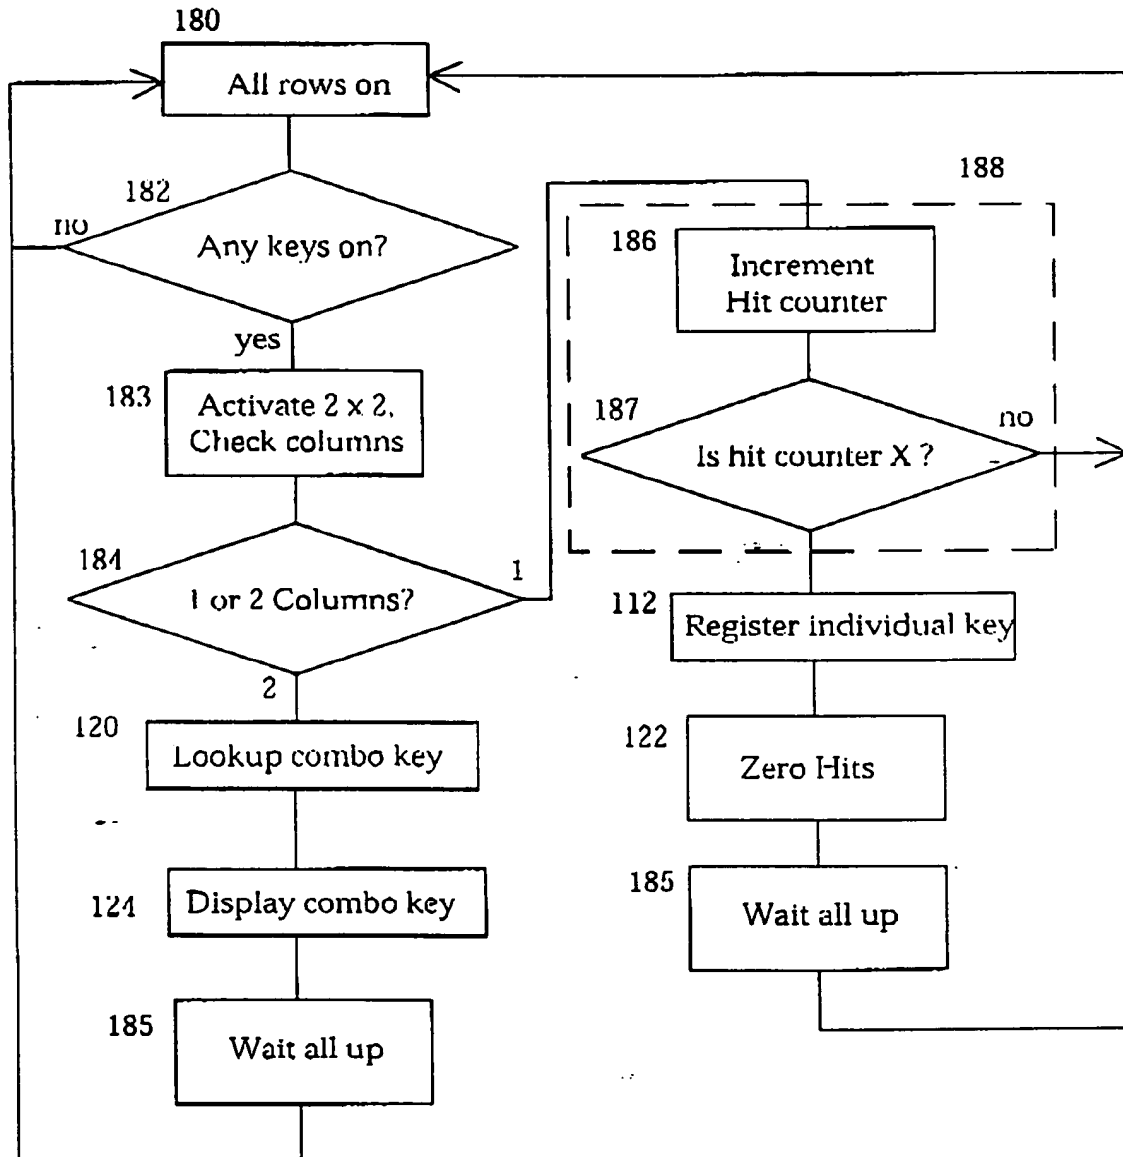 180
All rows on
182
no
Any keys on?
yes
183
Activate 2 x 2,
Check columns
184
1 or 2 Columns?
1
2
120
Lookup combo key
124
Display combo key
185
Wait all up
188
186
Increment
Hit counter
187
no
Is hit counter X ?
112
Register individual key
122
Zero Hits
185
Wait all up